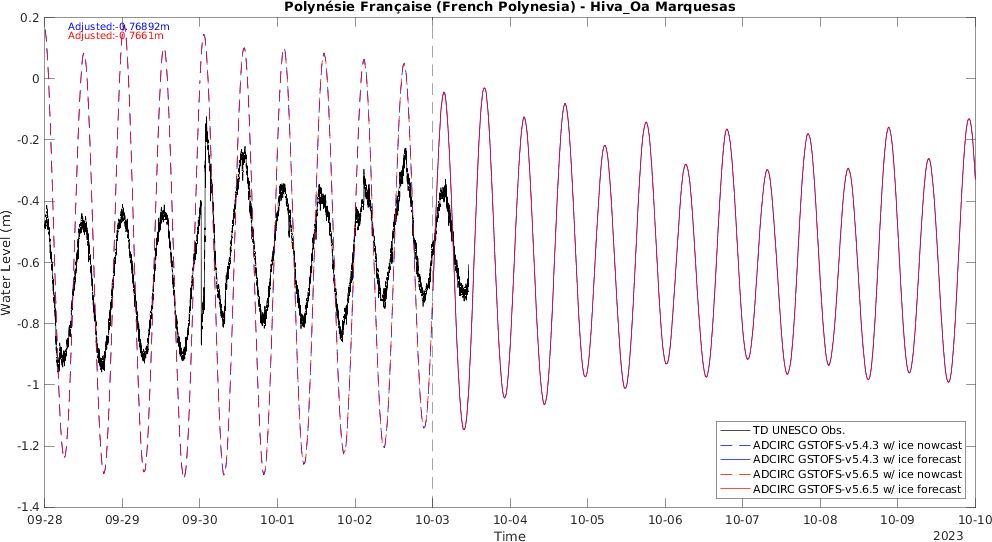 Polynésie Française (French Polynesia) - Hiva_Oa Marquesas
Adjusted:-0.76892m
Adjusted:-0.7661m
Water Level (m)
0.2
0
-0.2
-0.4
-0.6
-0.8
-1
-1.2
-1.4
09-28
09-29
09-30
10-01
10-02
10-03
10-04
10-05
10-06
10-07
10-08
10-09
10-10
Time
2023
TD UNESCO Obs.
ADCIRC GSTOFS-v5.4.3 w/ ice nowcast
ADCIRC GSTOFS-v5.4.3 w/ ice forecast
ADCIRC GSTOFS-v5.6.5 w/ ice nowcast
ADCIRC GSTOFS-v5.6.5 w/ ice forecast